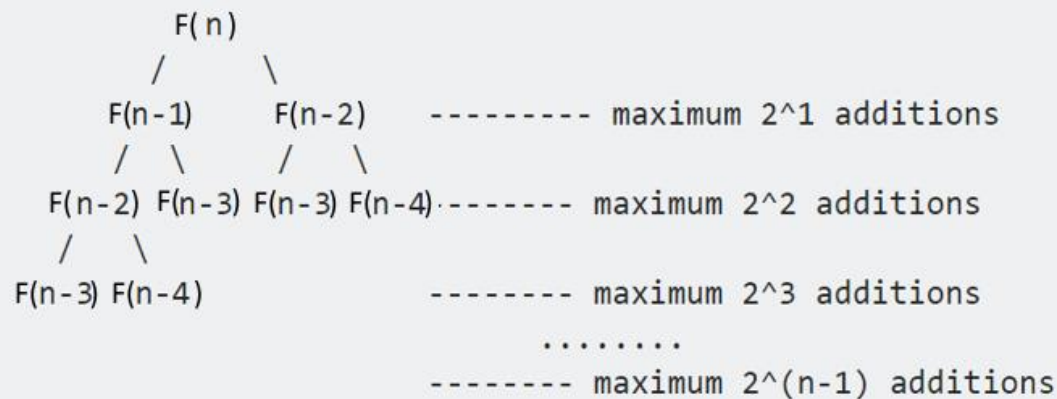 F(n)
/ \
F(n-1) F(n-2) --------- maximum 2^1 additions
/ \ / \
F(n-2) F(n-3) F(n-3) F(n-4)-------- maximum 2^2 additions
/ \
F(n-3) F(n-4) -------- maximum 2^3 additions
........
-------- maximum 2^(n-1) additions